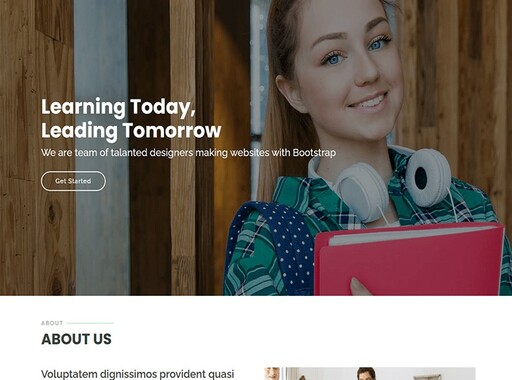 Learning Today,
Leading Tomorrow
We are team of talanted designers making websites with Bootstrap
Get Started
ABOUT
ABOUT US
Voluptatem dignissimos provident quasi